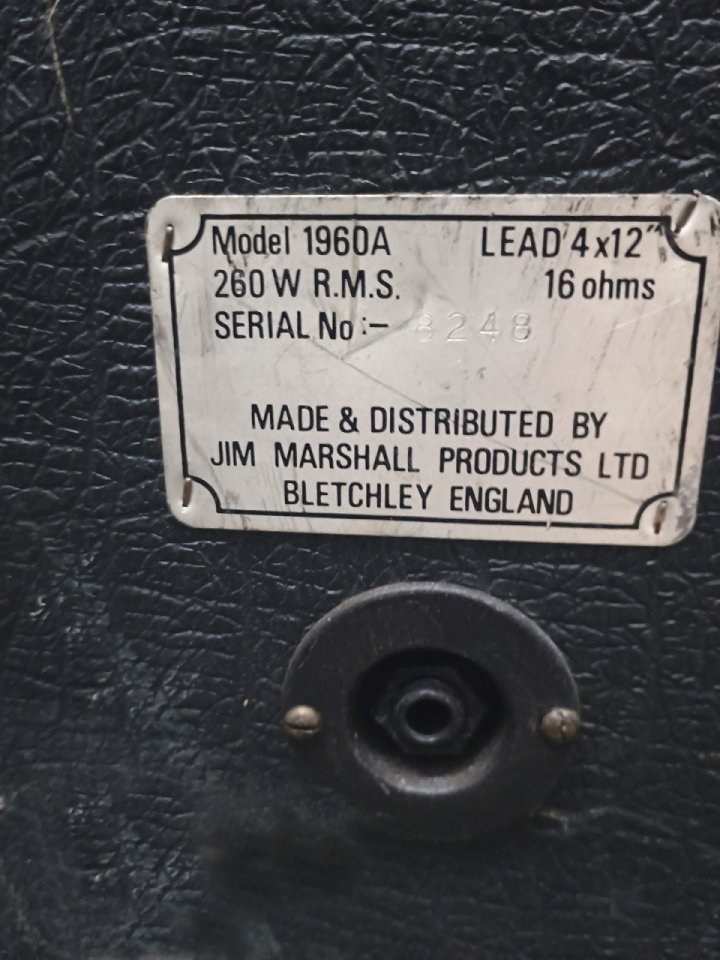 Model 1960A LEAD 4x12"
260 W R.M.S. 16 ohms
SERIAL No :– 8248
MADE & DISTRIBUTED BY
JIM MARSHALL PRODUCTS LTD
BLETCHLEY ENGLAND